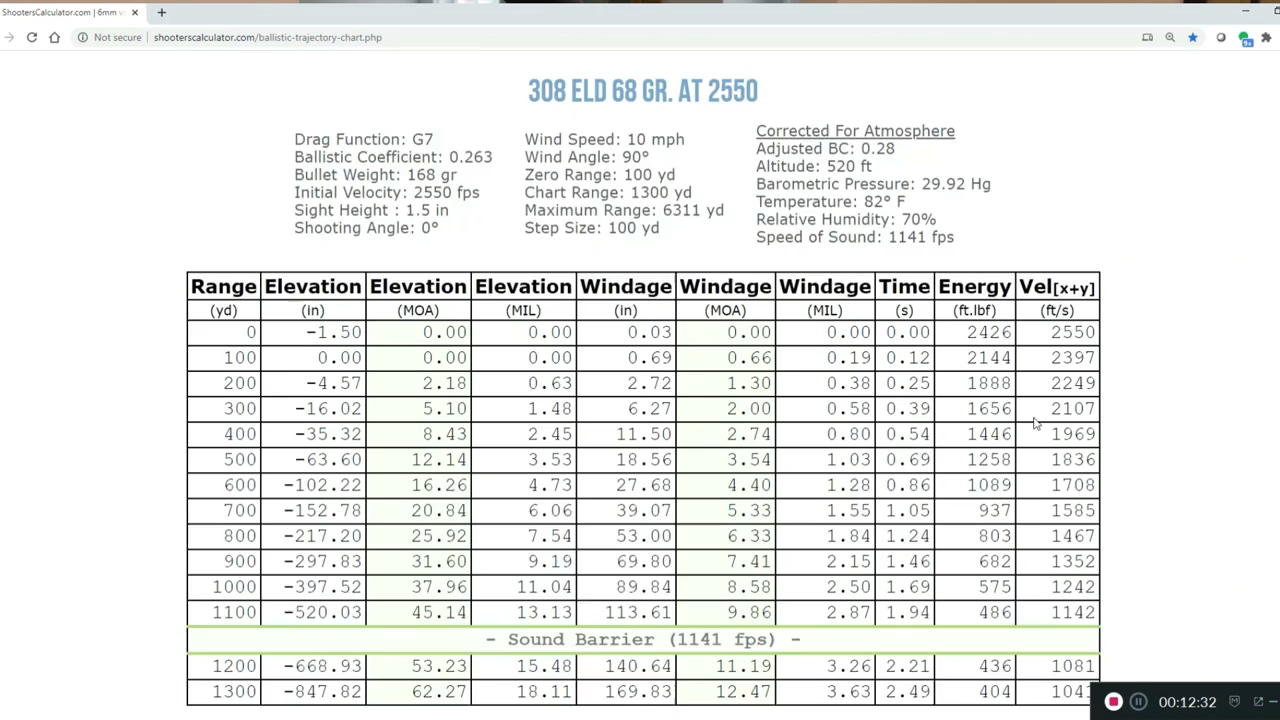 ShootersCalculator.com | 6mm
Not secure shooterscalculator.com/ballistic-trajectory-chart.php
9+
308 ELD 68 GR. AT 2550
Drag Function: G7
Ballistic Coefficient: 0.263
Bullet Weight: 168 gr
Initial Velocity: 2550 fps
Sight Height : 1.5 in
Shooting Angle: 0°
Wind Speed: 10 mph
Wind Angle: 90°
Zero Range: 100 yd
Chart Range: 1300 yd
Maximum Range: 6311 yd
Step Size: 100 yd
Corrected For Atmosphere
Adjusted BC: 0.28
Altitude: 520 ft
Barometric Pressure: 29.92 Hg
Temperature: 82° F
Relative Humidity: 70%
Speed of Sound: 1141 fps
Range Elevation Elevation Elevation Windage Windage Windage Time Energy Vel[x+y]
(yd) (in) (MOA) (MIL) (in) (MOA) (MIL) (s) (ft.lbf) (ft/s)
0 -1.50 0.00 0.00 0.03 0.00 0.00 0.00 2426 2550
100 0.00 0.00 0.00 0.69 0.66 0.19 0.12 2144 2397
200 -4.57 2.18 0.63 2.72 1.30 0.38 0.25 1888 2249
300 -16.02 5.10 1.48 6.27 2.00 0.58 0.39 1656 2107
400 -35.32 8.43 2.45 11.50 2.74 0.80 0.54 1446 1969
500 -63.60 12.14 3.53 18.56 3.54 1.03 0.69 1258 1836
600 -102.22 16.26 4.73 27.68 4.40 1.28 0.86 1089 1708
700 -152.78 20.84 6.06 39.07 5.33 1.55 1.05 937 1585
800 -217.20 25.92 7.54 53.00 6.33 1.84 1.24 803 1467
900 -297.83 31.60 9.19 69.80 7.41 2.15 1.46 682 1352
1000 -397.52 37.96 11.04 89.84 8.58 2.50 1.69 575 1242
1100 -520.03 45.14 13.13 113.61 9.86 2.87 1.94 486 1142
- Sound Barrier (1141 fps) -
1200 -668.93 53.23 15.48 140.64 11.19 3.26 2.21 436 1081
1300 -847.82 62.27 18.11 169.83 12.47 3.63 2.49 404 1041
00:12:32